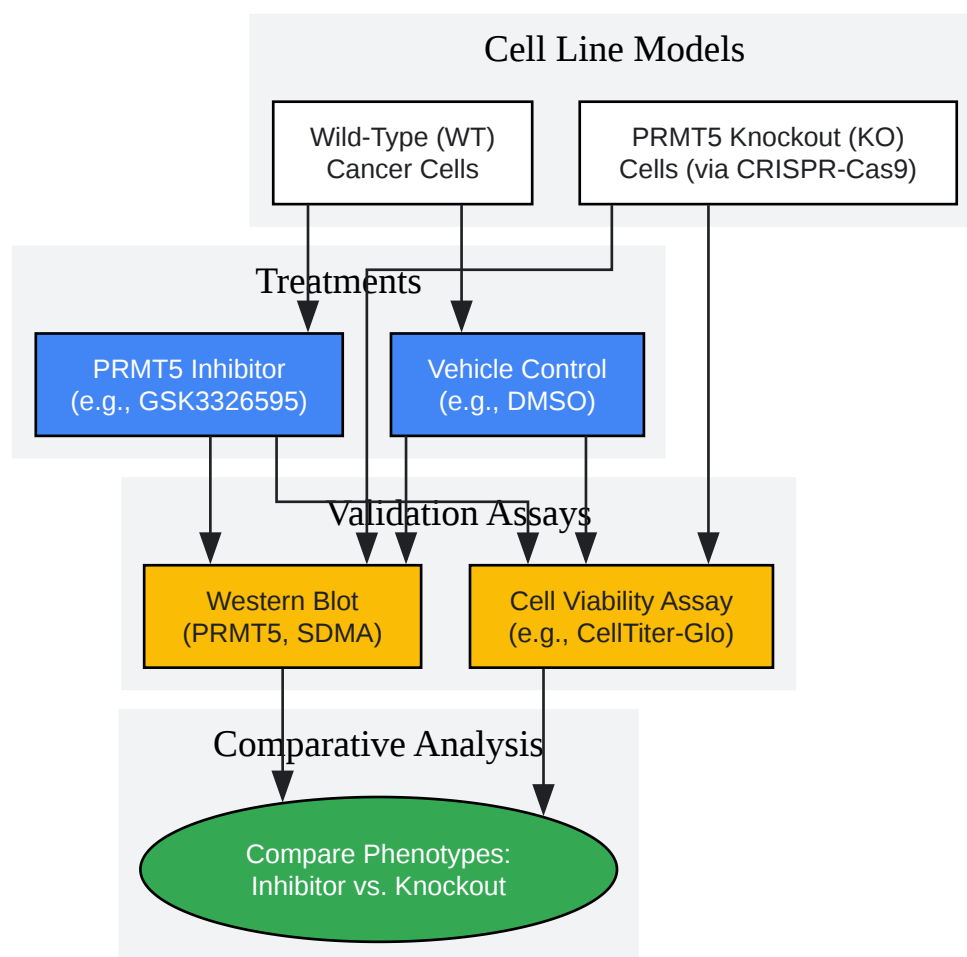 Cell Line Models
Wild-Type (WT)
Cancer Cells
PRMT5 Knockout (KO)
Cells (via CRISPR-Cas9)
Treatments
PRMT5 Inhibitor
(e.g., GSK3326595)
Vehicle Control
(e.g., DMSO)
Validation Assays
Western Blot
(PRMT5, SDMA)
Cell Viability Assay
(e.g., CellTiter-Glo)
Comparative Analysis
Compare Phenotypes:
Inhibitor vs. Knockout